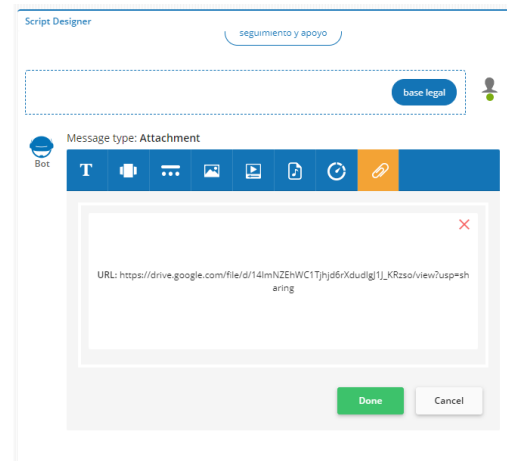 Script Designer
seguimiento y apoyo
base legal
Bot
Message type: Attachment
T
URL: https://drive.google.com/file/d/14ImNZEhWC1Tjhjd6rXdudIgJ1J_KRzso/view?usp=sh
aring
Done
Cancel